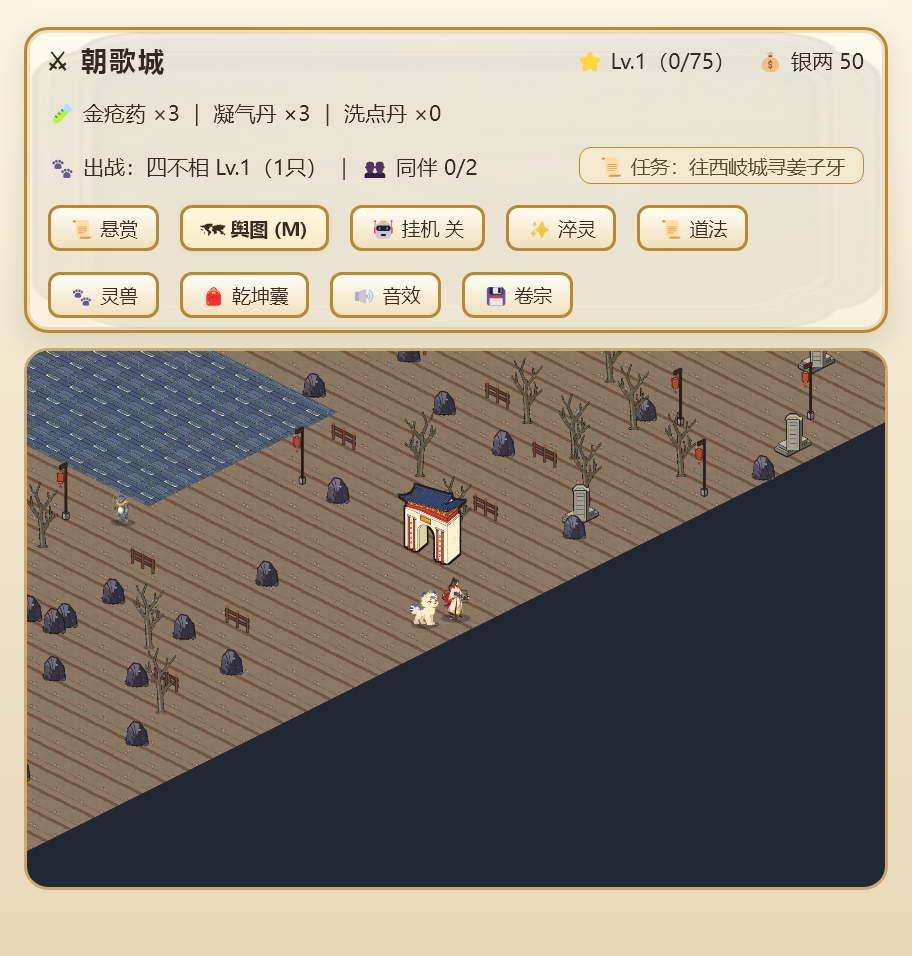 朝歌城
Lv.1（0/75） 银两 50
金疮药 ×3 | 凝气丹 ×3 | 洗点丹 ×0
出战：四不相 Lv.1（1只） | 同伴 0/2
任务：往西岐城寻姜子牙
悬赏 舆图 (M) 挂机 关 淬灵 道法
灵兽 乾坤囊 音效 卷宗